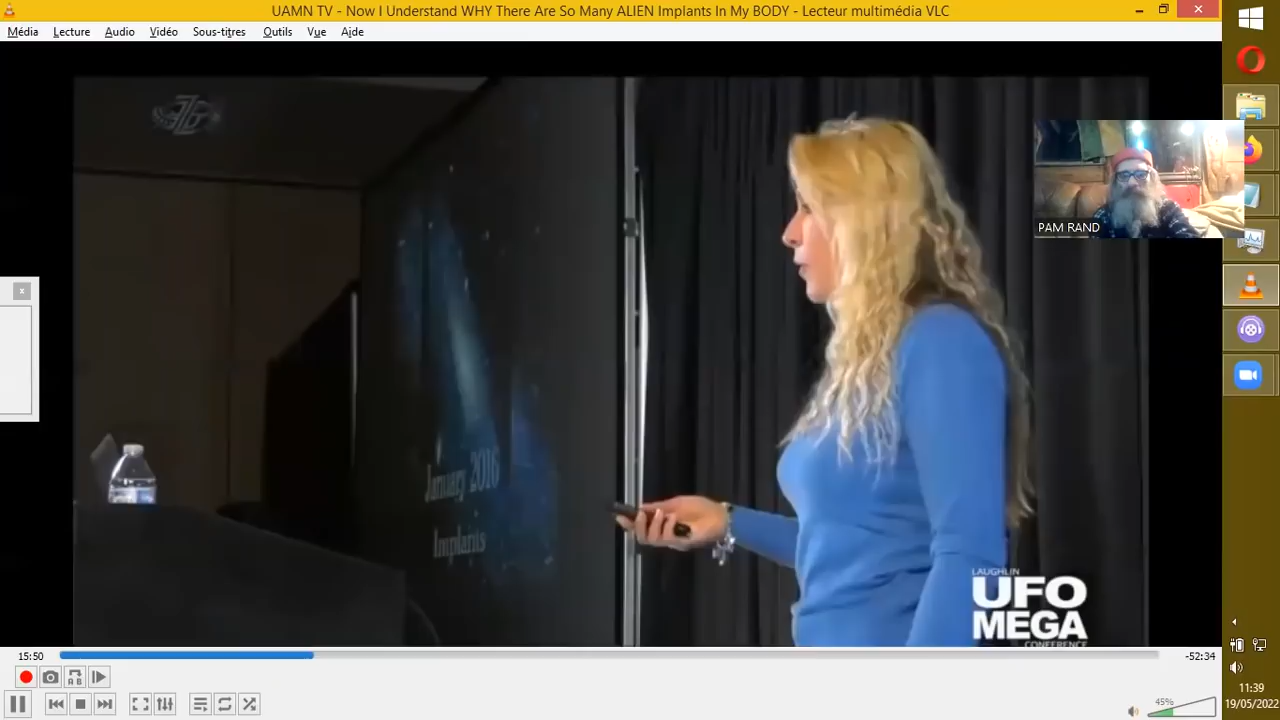 UAMN TV - Now I Understand WHY There Are So Many ALIEN Implants In My BODY - Lecteur multimédia VLC
Média Lecture Audio Vidéo Sous-titres Outils Vue Aide
PAM RAND
January 2016
Implants
LAUGHLIN
UFO
MEGA
CONFERENCE
15:50
-52:34
45%
11:39
19/05/2022